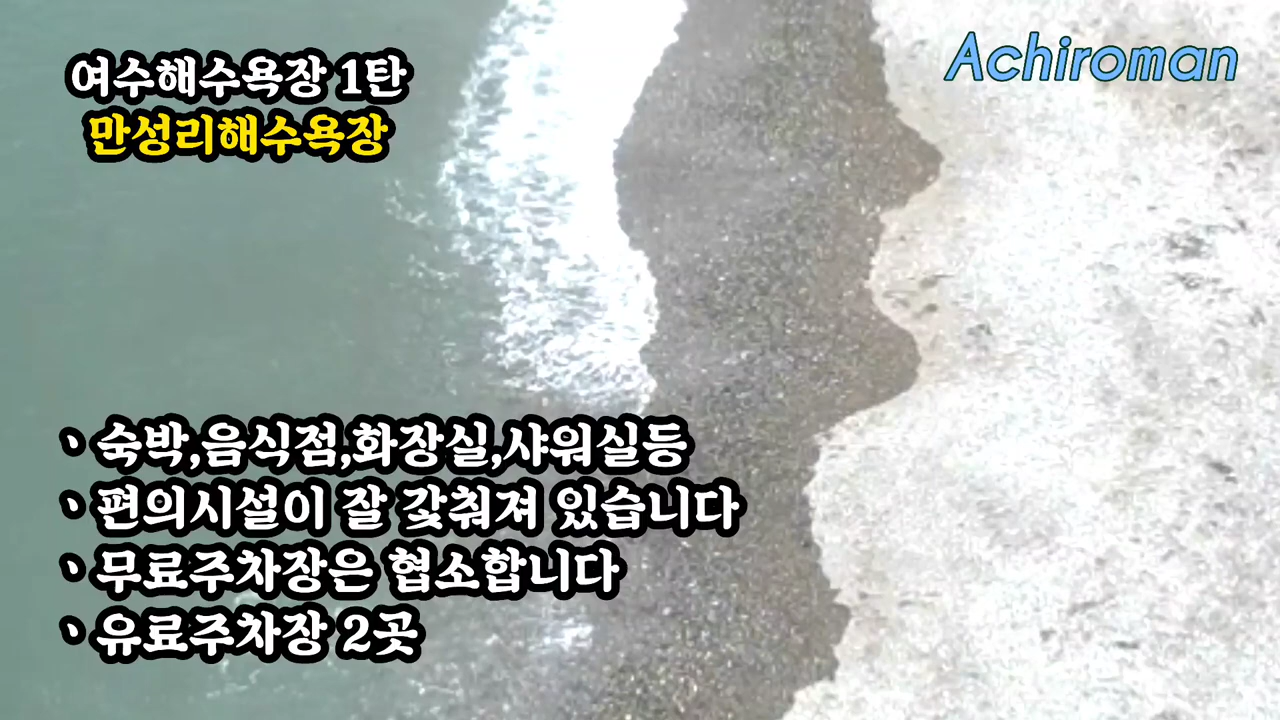 여수해수욕장 1탄
만성리해수욕장
Achiroman
、숙박,음식점,화장실,샤워실등
、편의시설이 잘 갖춰져 있습니다
、무료주차장은 협소합니다
、유료주차장 2곳